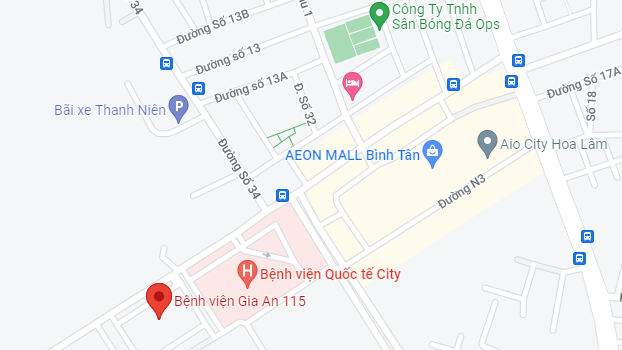 34
Đường Số 13B
Công Ty Tnhh
Sân Bóng Đá Ops
Đường số 13
Đường số 13A
Đ. Số 32
Đường Số 17A
Số 18
Bãi xe Thanh Niên
P
AEON MALL Bình Tân
Aio City Hoa Lâm
Đường Số 34
Đường N3
H
Bệnh viện Quốc tế City
Bệnh viện Gia An 115